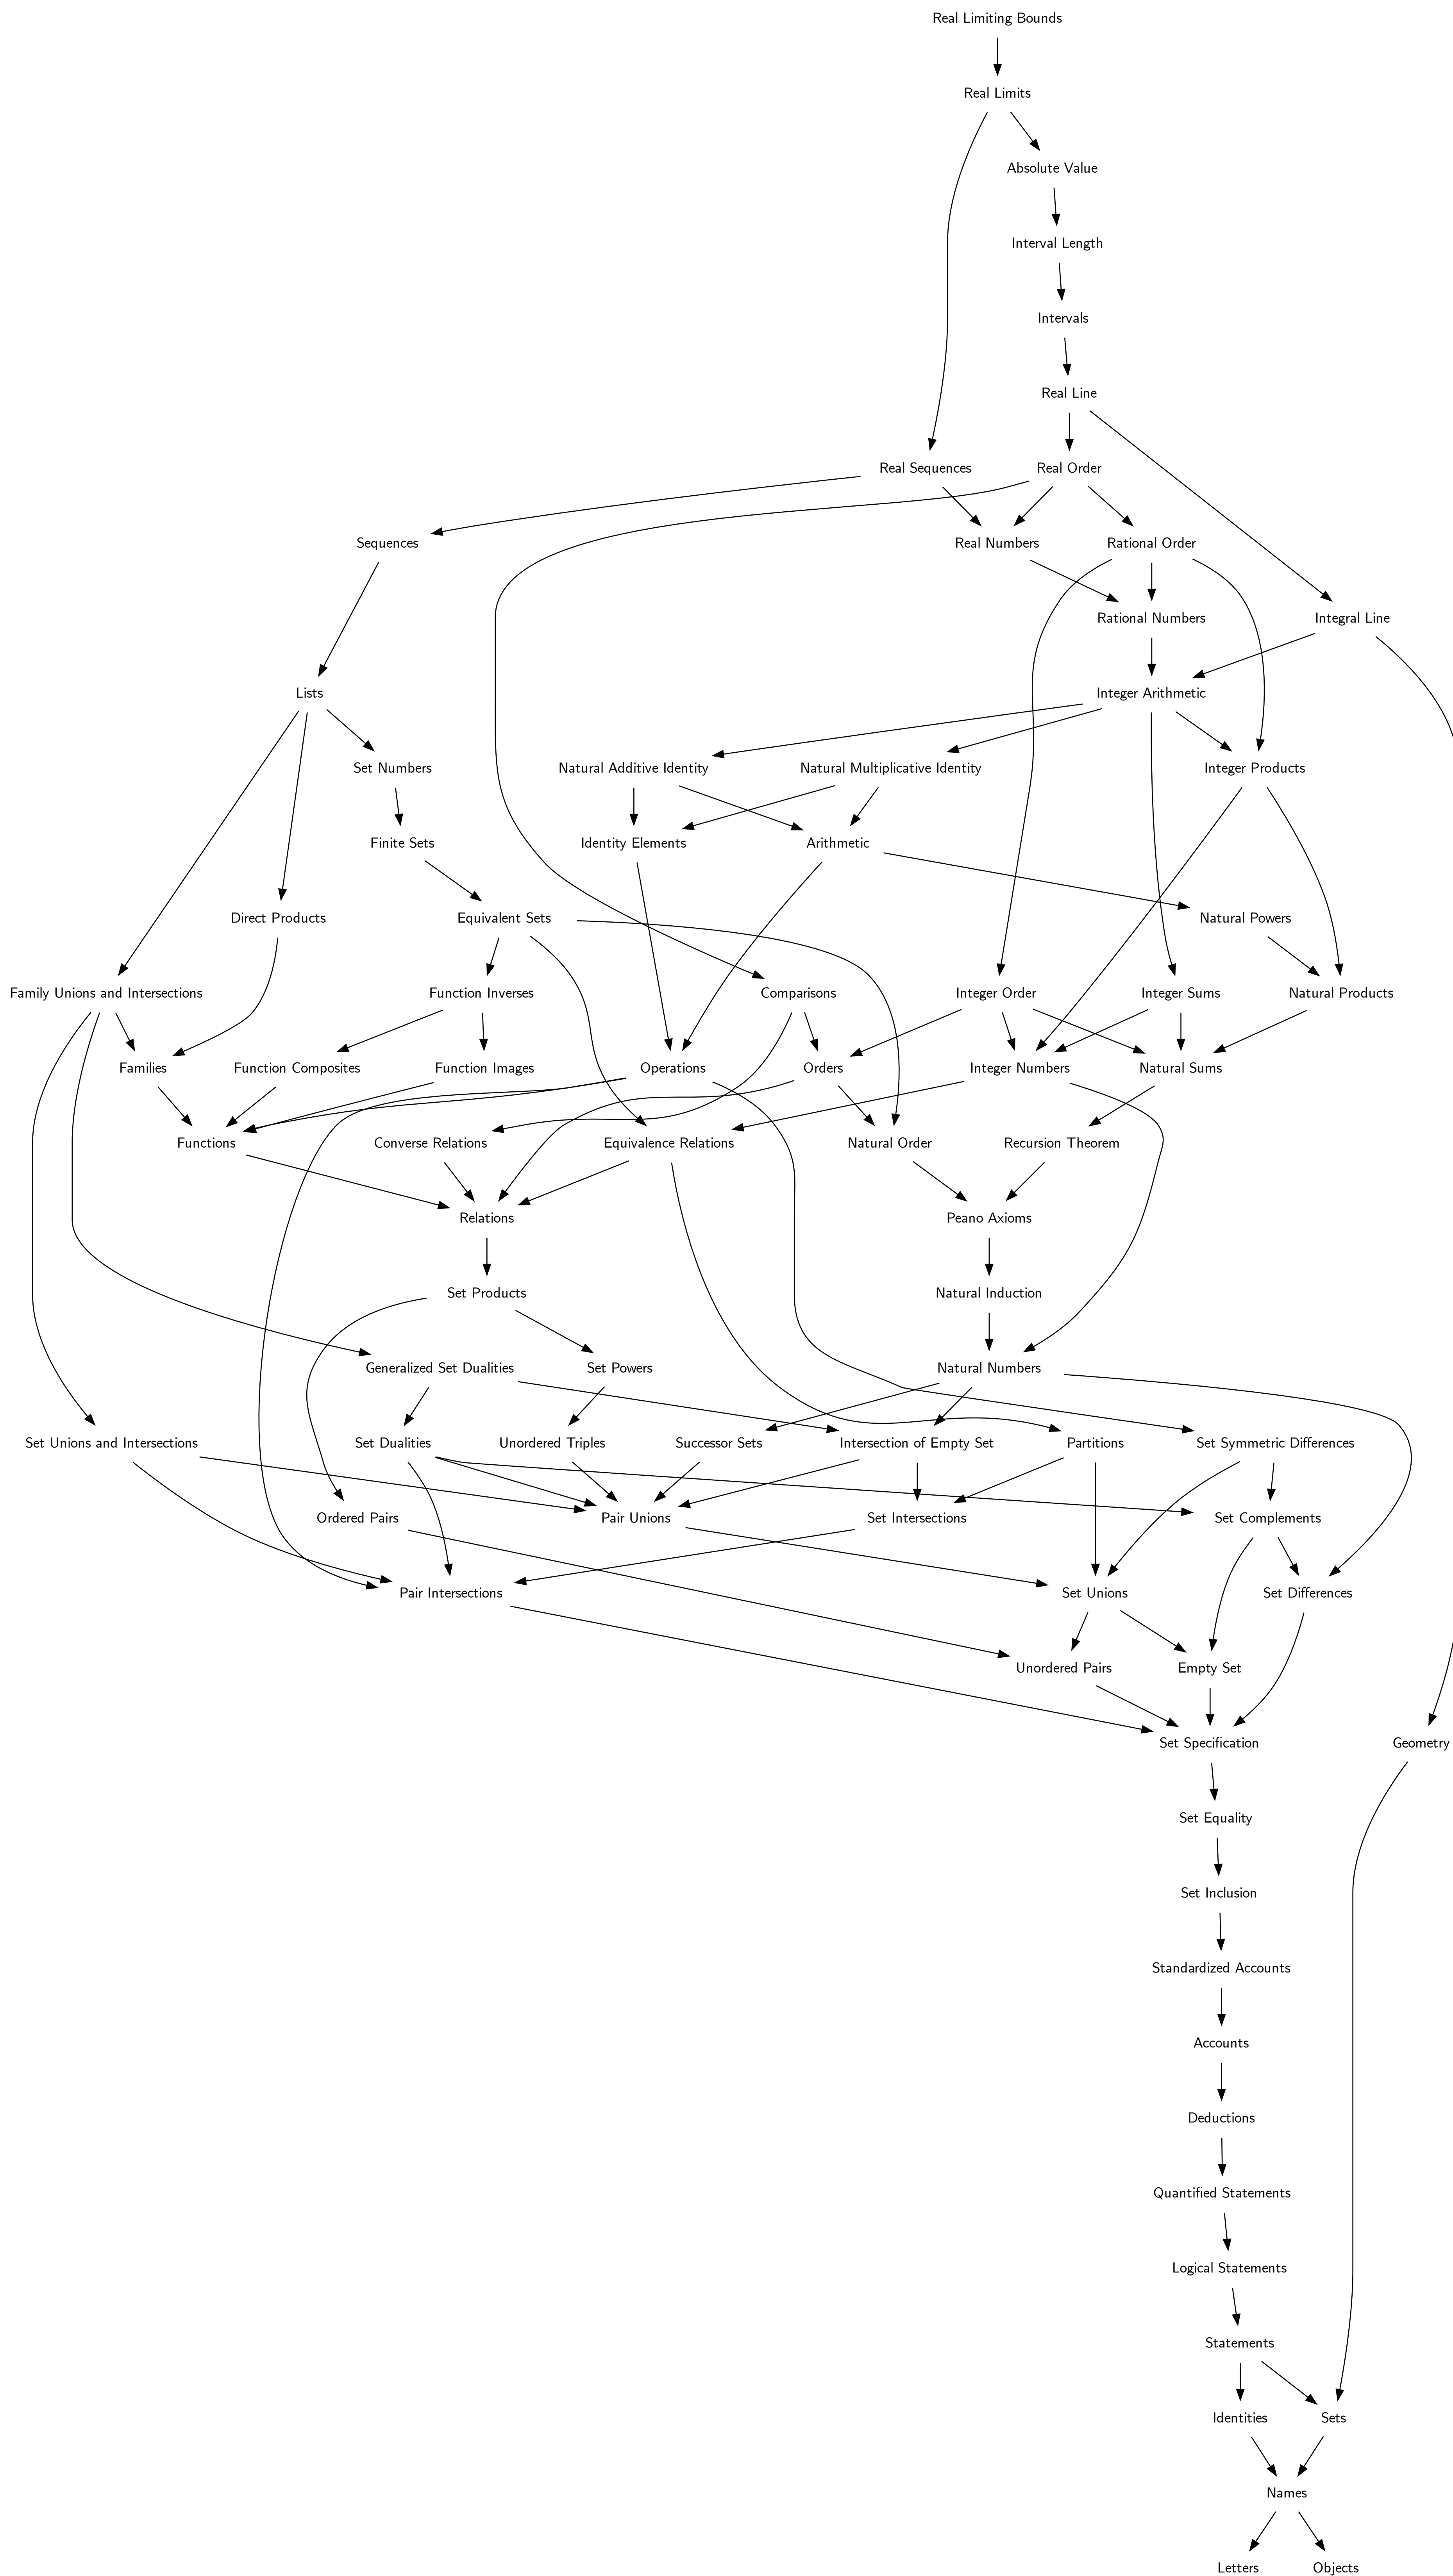 Real Limiting Bounds
Real Limits
Absolute Value
Interval Length
Intervals
Real Line
Real Sequences
Real Order
Sequences
Real Numbers
Rational Order
Rational Numbers
Integral Line
Lists
Integer Arithmetic
Set Numbers
Natural Additive Identity
Natural Multiplicative Identity
Integer Products
Finite Sets
Identity Elements
Arithmetic
Direct Products
Equivalent Sets
Natural Powers
Family Unions and Intersections
Function Inverses
Comparisons
Integer Order
Integer Sums
Natural Products
Families
Function Composites
Function Images
Operations
Orders
Integer Numbers
Natural Sums
Functions
Converse Relations
Equivalence Relations
Natural Order
Recursion Theorem
Relations
Peano Axioms
Set Products
Natural Induction
Generalized Set Dualities
Set Powers
Natural Numbers
Set Unions and Intersections
Set Dualities
Unordered Triples
Successor Sets
Intersection of Empty Set
Partitions
Set Symmetric Differences
Ordered Pairs
Pair Unions
Set Intersections
Set Complements
Pair Intersections
Set Unions
Set Differences
Unordered Pairs
Empty Set
Set Specification
Geometry
Set Equality
Set Inclusion
Standardized Accounts
Accounts
Deductions
Quantified Statements
Logical Statements
Statements
Identities
Sets
Names
Letters
Objects